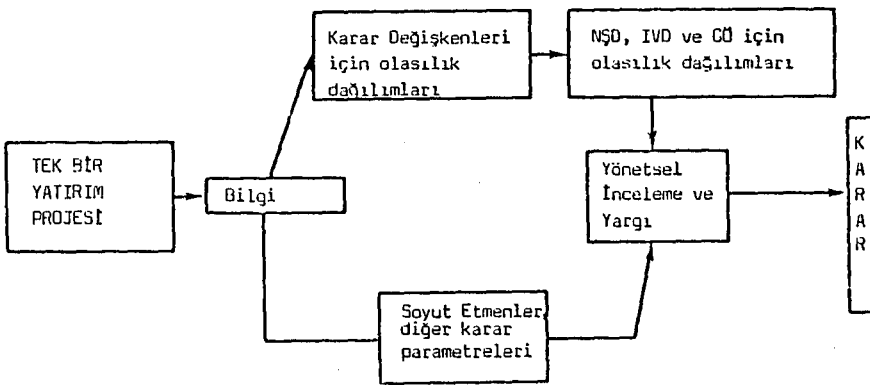 TEK BİR
YATIRIM
PROJESİ
Bilgi
Karar Değişkenleri
için olasılık
dağılımları
NŞD, IVD ve GÖ için
olasılık dağılımları
Soyut Etmenler,
diğer karar
parametreleri
Yönetsel
İnceleme ve
Yargı
K
A
R
A
R